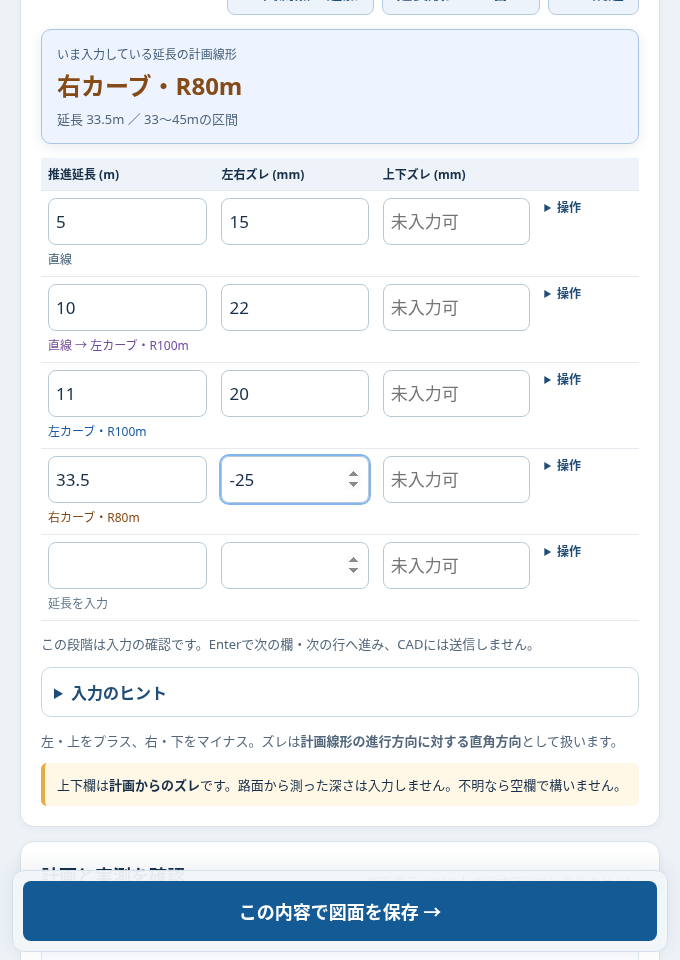 いま入力している延長の計画線形
右カーブ・R80m
延長 33.5m ／ 33〜45mの区間
推進延長 (m) 左右ズレ (mm) 上下ズレ (mm)
5 15 未入力可 ▶ 操作
直線
10 22 未入力可 ▶ 操作
直線 → 左カーブ・R100m
11 20 未入力可 ▶ 操作
左カーブ・R100m
33.5 -25 未入力可 ▶ 操作
右カーブ・R80m
未入力可 ▶ 操作
延長を入力
この段階は入力の確認です。Enterで次の欄・次の行へ進み、CADには送信しません。
▶ 入力のヒント
左・上をプラス、右・下をマイナス。ズレは計画線形の進行方向に対する直角方向として扱います。
上下欄は計画からのズレです。路面から測った深さは入力しません。不明なら空欄で構いません。
計画と実測を確認
この内容で図面を保存 →